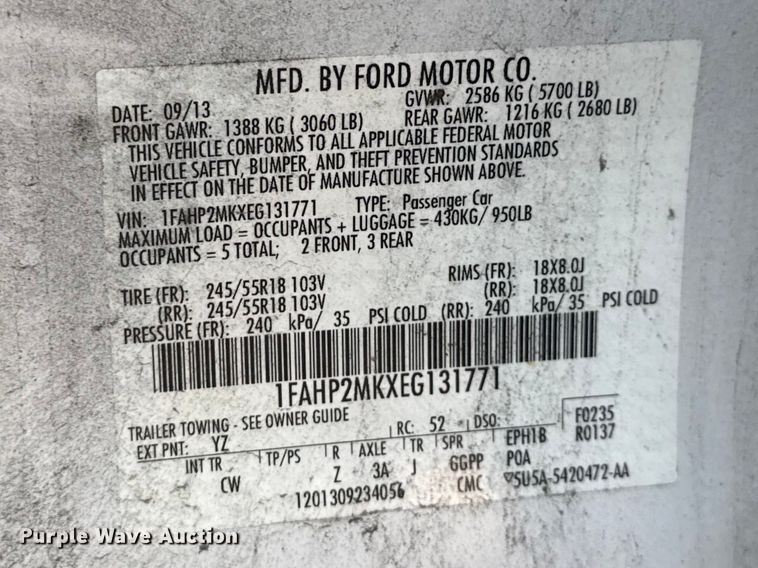 MFD. BY FORD MOTOR CO.
DATE: 09/13 GVWR: 2586 KG ( 5700 LB)
FRONT GAWR: 1388 KG ( 3060 LB) REAR GAWR: 1216 KG ( 2680 LB)
THIS VEHICLE CONFORMS TO ALL APPLICABLE FEDERAL MOTOR
VEHICLE SAFETY, BUMPER, AND THEFT PREVENTION STANDARDS
IN EFFECT ON THE DATE OF MANUFACTURE SHOWN ABOVE.
VIN: 1FAHP2MKXEG131771 TYPE: Passenger Car
MAXIMUM LOAD = OCCUPANTS + LUGGAGE = 430KG/ 950LB
OCCUPANTS = 5 TOTAL; 2 FRONT, 3 REAR
TIRE (FR): 245/55R18 103V RIMS (FR): 18X8.0J
(RR): 245/55R18 103V (RR): 18X8.0J
PRESSURE (FR): 240 kPa/ 35 PSI COLD (RR): 240 kPa/ 35 PSI COLD
1FAHP2MKXEG131771
TRAILER TOWING - SEE OWNER GUIDE
EXT PNT: YZ RC: 52 DSO: F0235
INT TR TP/PS R AXLE TR SPR EPH18 R0137
CW Z 3A J GGPP POA
1201309234056 CMC 5U5A-5420472-AA
Purple Wave Auction